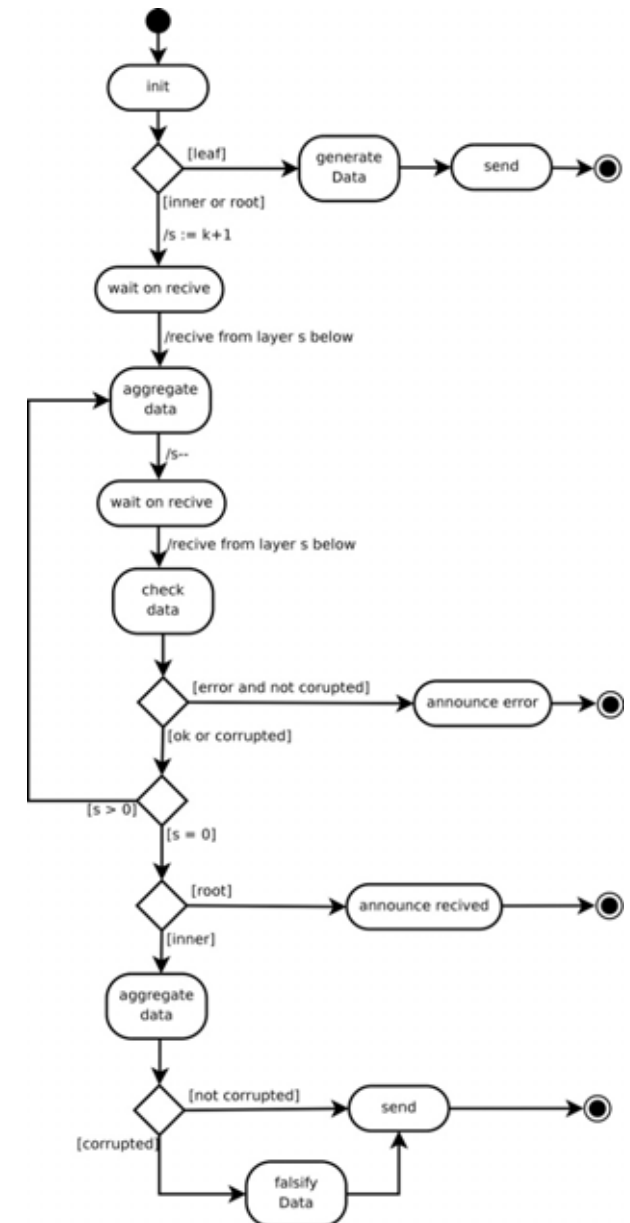 init
[leaf]
generate
Data
send
[inner or root]
/s := k+1
wait on recive
/recive from layer s below
aggregate
data
/s--
wait on recive
/recive from layer s below
check
data
[error and not corupted]
announce error
[ok or corrupted]
[s > 0]
[s = 0]
[root]
announce recived
[inner]
aggregate
data
[not corrupted]
send
[corrupted]
falsify
Data